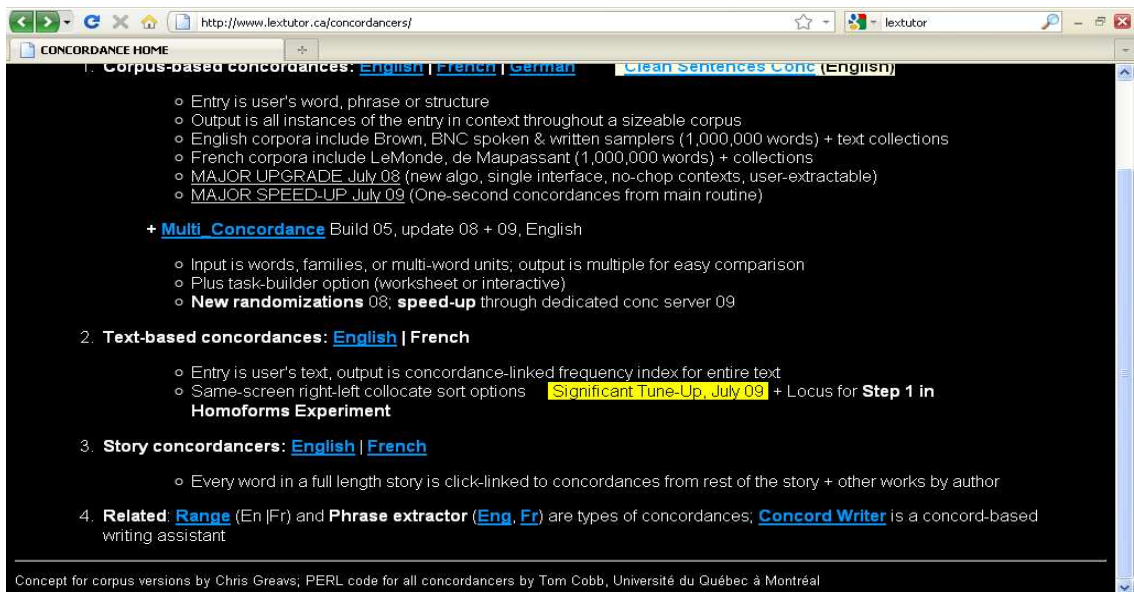 http://www.lextutor.ca/concordancers/
lextutor
CONCORDANCE HOME
1. Corpus-based concordances: English | French | German Clean Sentences Conc (English)
Entry is user's word, phrase or structure
Output is all instances of the entry in context throughout a sizeable corpus
English corpora include Brown, BNC spoken & written samplers (1,000,000 words) + text collections
French corpora include LeMonde, de Maupassant (1,000,000 words) + collections
MAJOR UPGRADE July 08 (new algo, single interface, no-chop contexts, user-extractable)
MAJOR SPEED-UP July 09 (One-second concordances from main routine)
+ Multi_Concordance Build 05, update 08 + 09, English
Input is words, families, or multi-word units; output is multiple for easy comparison
Plus task-builder option (worksheet or interactive)
New randomizations 08; speed-up through dedicated conc server 09
2. Text-based concordances: English | French
Entry is user's text, output is concordance-linked frequency index for entire text
Same-screen right-left collocate sort options Significant Tune-Up, July 09 + Locus for Step 1 in
Homoforms Experiment
3. Story concordancers: English | French
Every word in a full length story is click-linked to concordances from rest of the story + other works by author
4. Related: Range (En |Fr) and Phrase extractor (Eng, Fr) are types of concordances; Concord Writer is a concord-based
writing assistant
Concept for corpus versions by Chris Greavs; PERL code for all concordancers by Tom Cobb, Université du Québec à Montréal